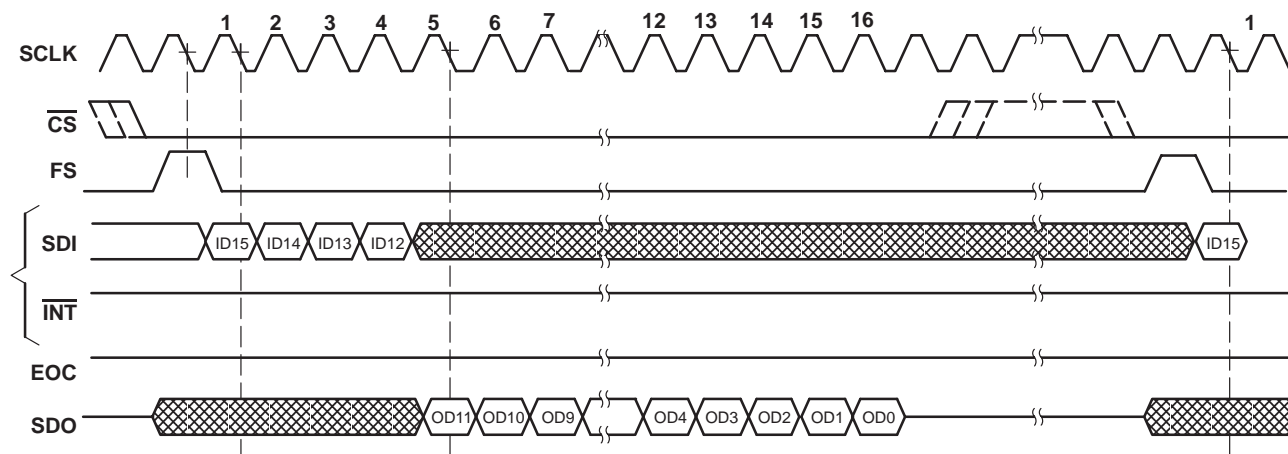 1 2 3 4 5 6 7 12 13 14 15 16 1
SCLK
CS
FS
SDI ID15 ID14 ID13 ID12 ID15
INT
EOC
SDO OD11 OD10 OD9 OD4 OD3 OD2 OD1 OD0